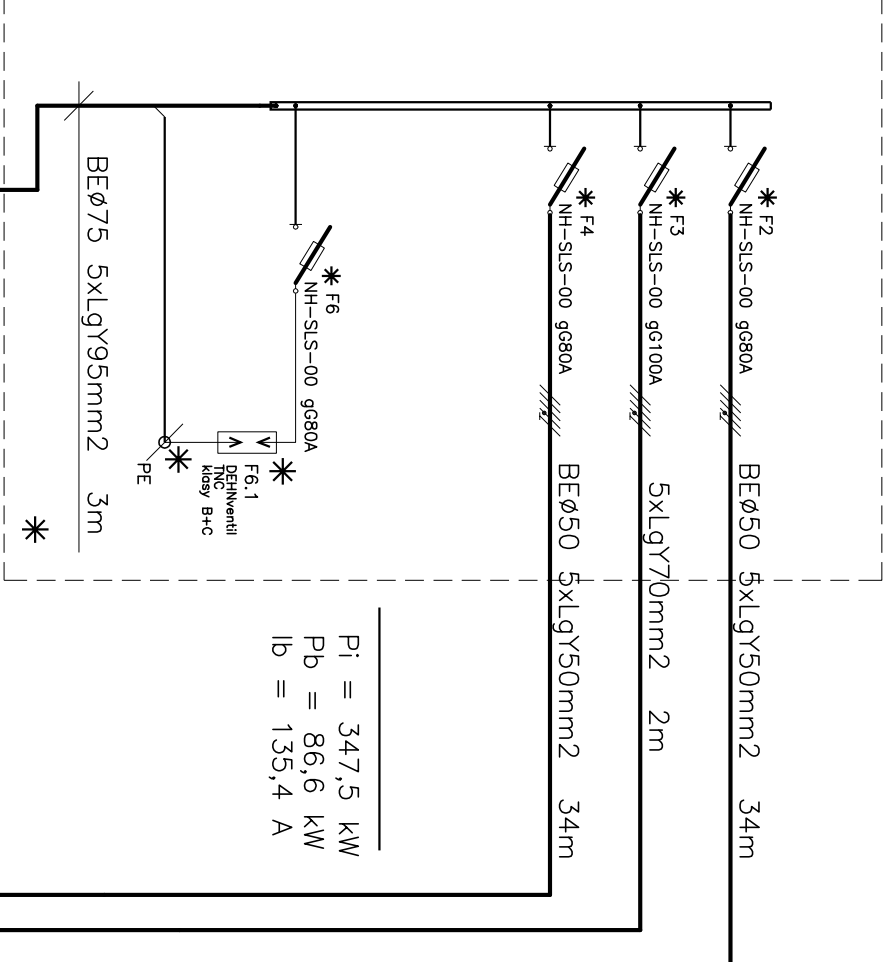 F2
NH-SLS-00 gG80A
BEØ50 5xLgY50mm2 34m
F3
NH-SLS-00 gG100A
5xLgY70mm2 2m
F4
NH-SLS-00 gG80A
BEØ50 5xLgY50mm2 34m
F6
NH-SLS-00 gG80A
F6.1
DEHNventil
TNC
klasy B+C
PE
BEØ75 5xLgY95mm2 3m
Pi = 347,5 kW
Pb = 86,6 kW
Ib = 135,4 A